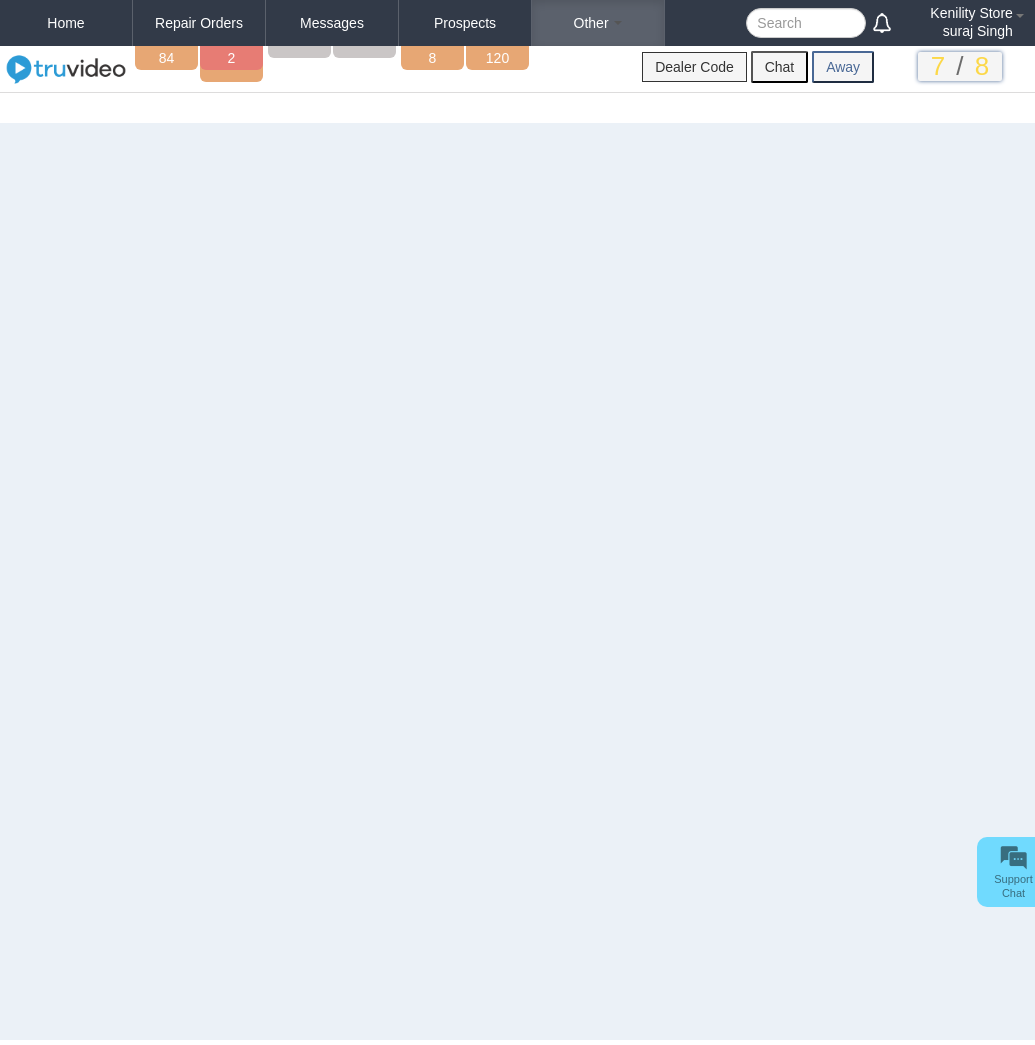 Home
Repair Orders
Messages
Prospects
Other
Search
Kenility Store
suraj Singh
truvideo
84
2
8
120
Dealer Code
Chat
Away
7 / 8
Support
Chat